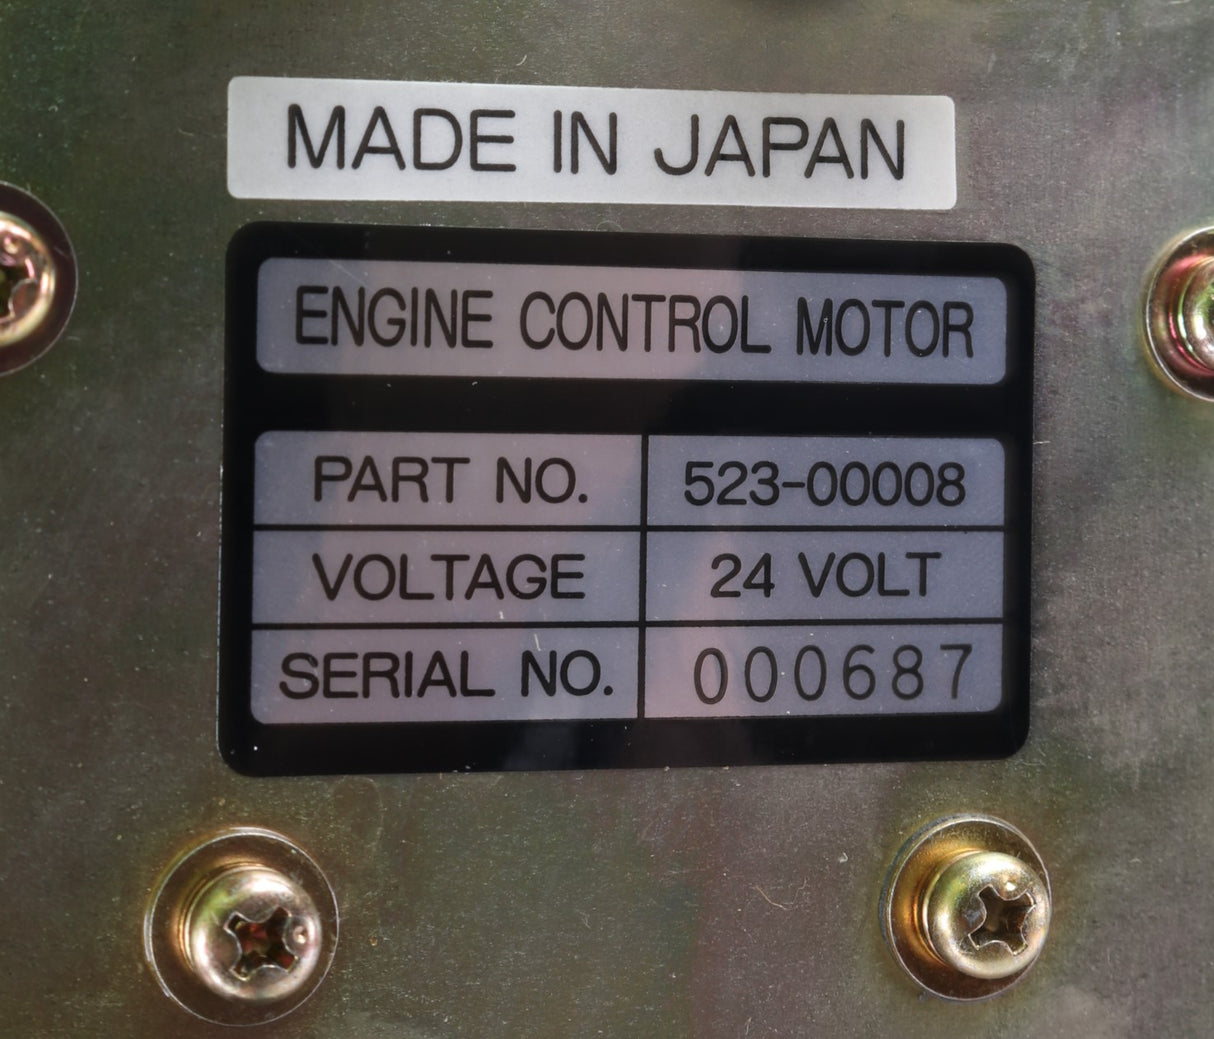 MADE IN JAPAN
ENGINE CONTROL MOTOR
PART NO. 523-00008
VOLTAGE 24 VOLT
SERIAL NO. 000687